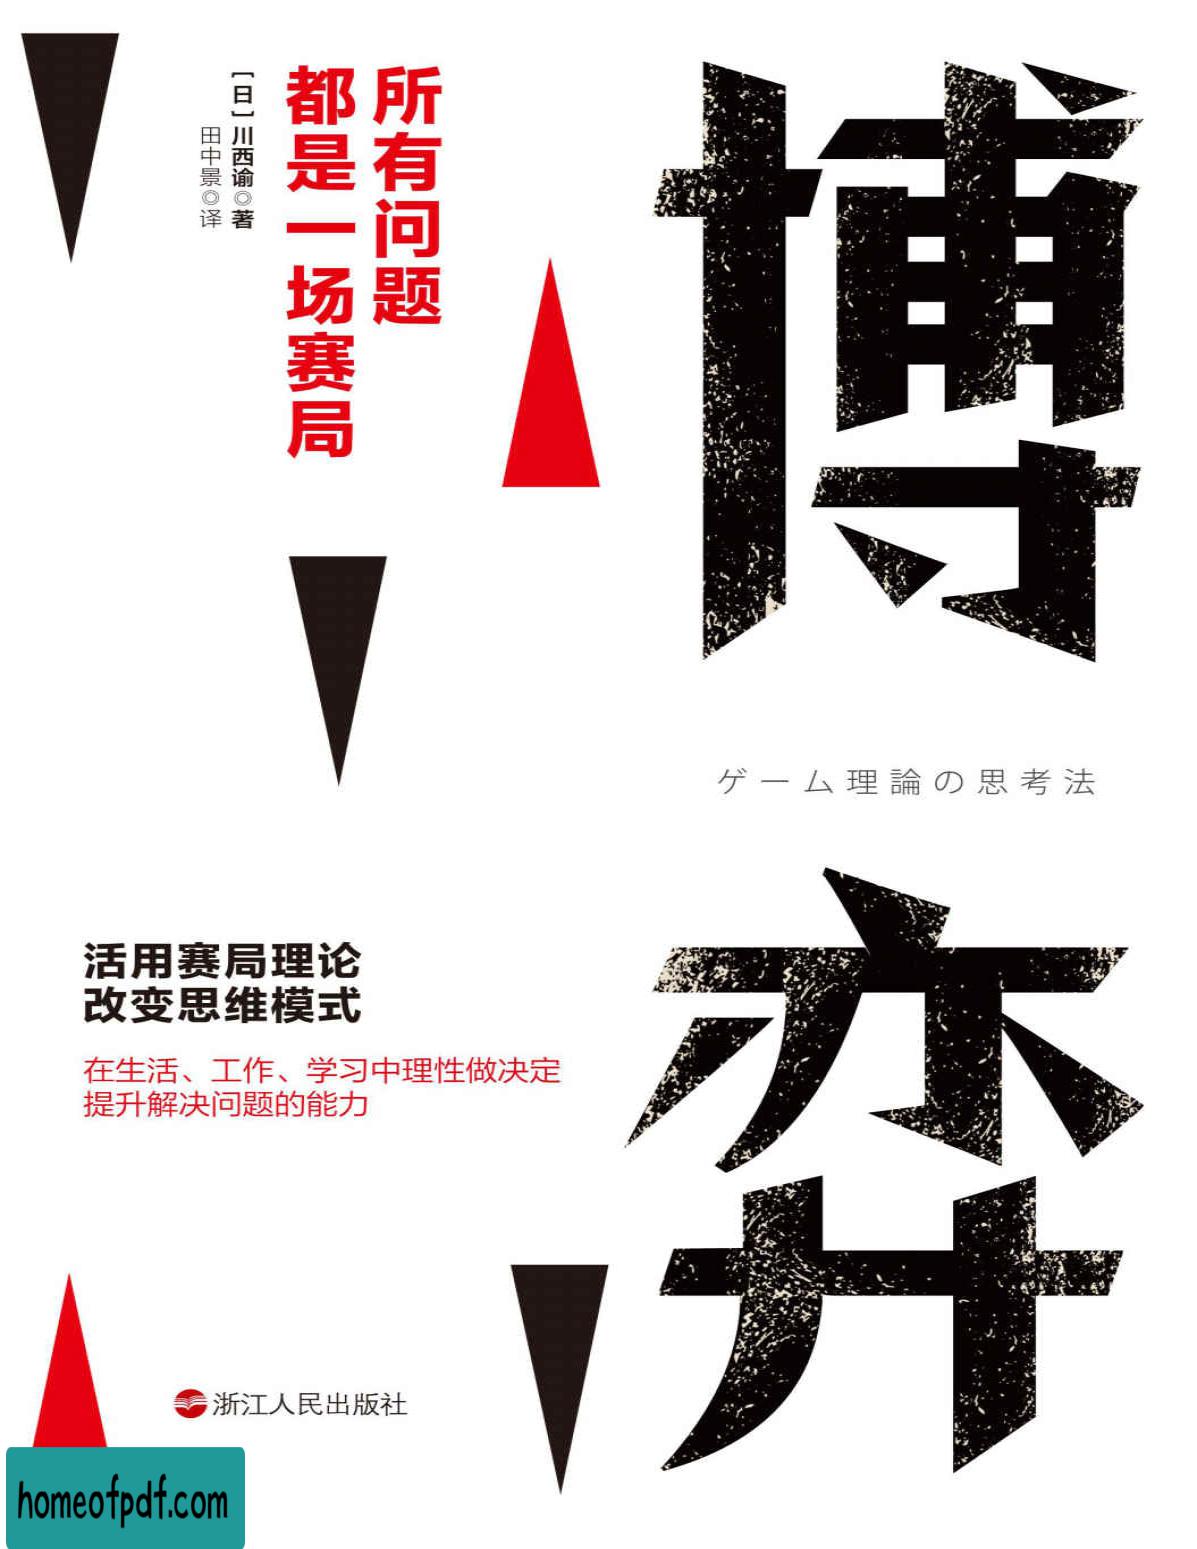 博弈
ゲーム理論の思考法
所有问题
都是一场赛局
[日]川西谕◎著
田中景◎译
活用赛局理论
改变思维模式
在生活、工作、学习中理性做决定
提升解决问题的能力
浙江人民出版社
homeofpdf.com